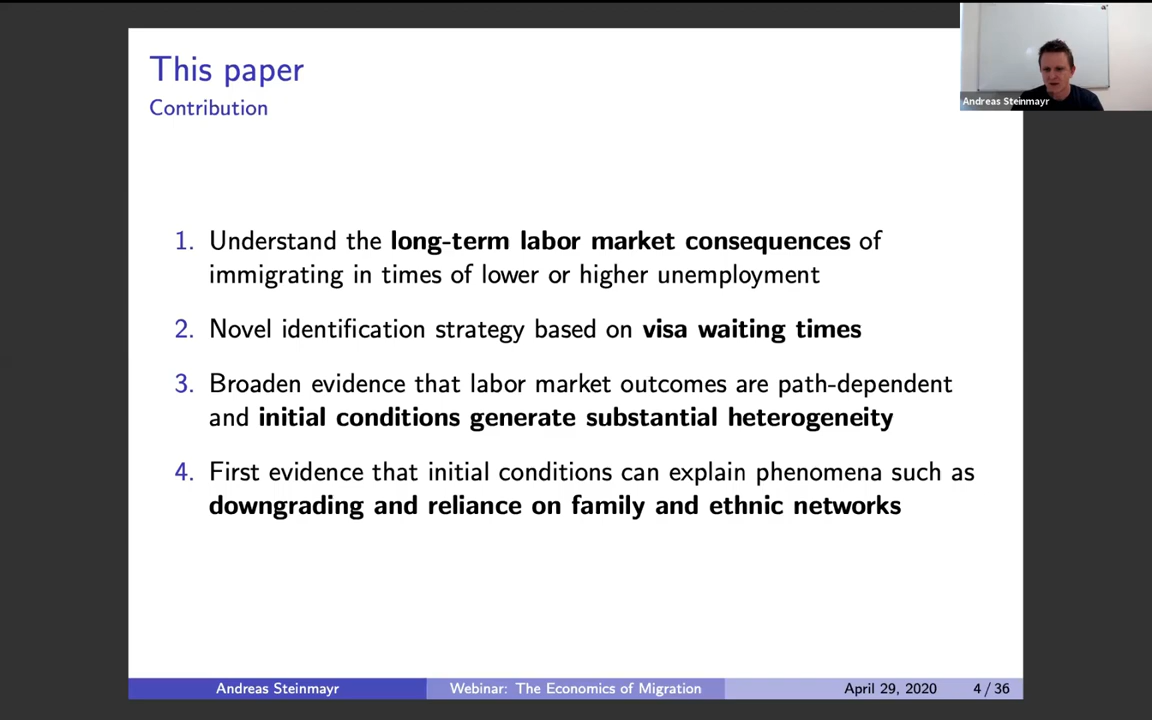 This paper
Contribution
Andreas Steinmayr
1. Understand the long-term labor market consequences of
immigrating in times of lower or higher unemployment
2. Novel identification strategy based on visa waiting times
3. Broaden evidence that labor market outcomes are path-dependent
and initial conditions generate substantial heterogeneity
4. First evidence that initial conditions can explain phenomena such as
downgrading and reliance on family and ethnic networks
Andreas Steinmayr Webinar: The Economics of Migration April 29, 2020 4 / 36